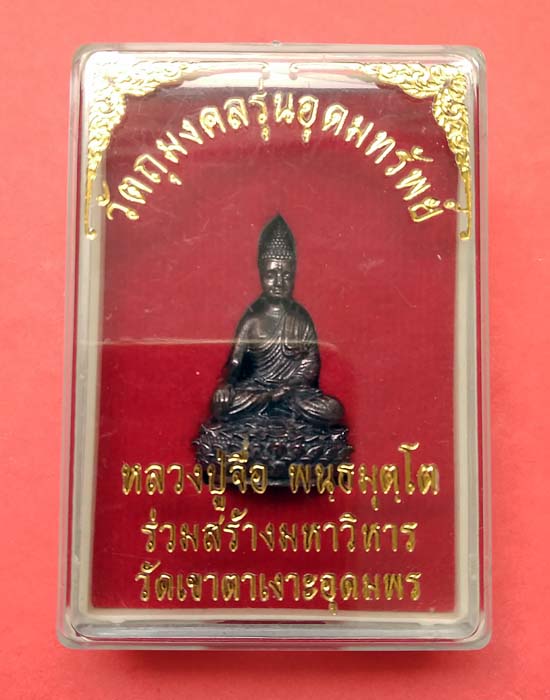 วัตถุมงคลรุ่นอุดมทรัพย์
หลวงปู่จื่อ พนฺธมุตฺโต
ร่วมสร้างมหาวิหาร
วัดเขาตาเงาะอุดมพร